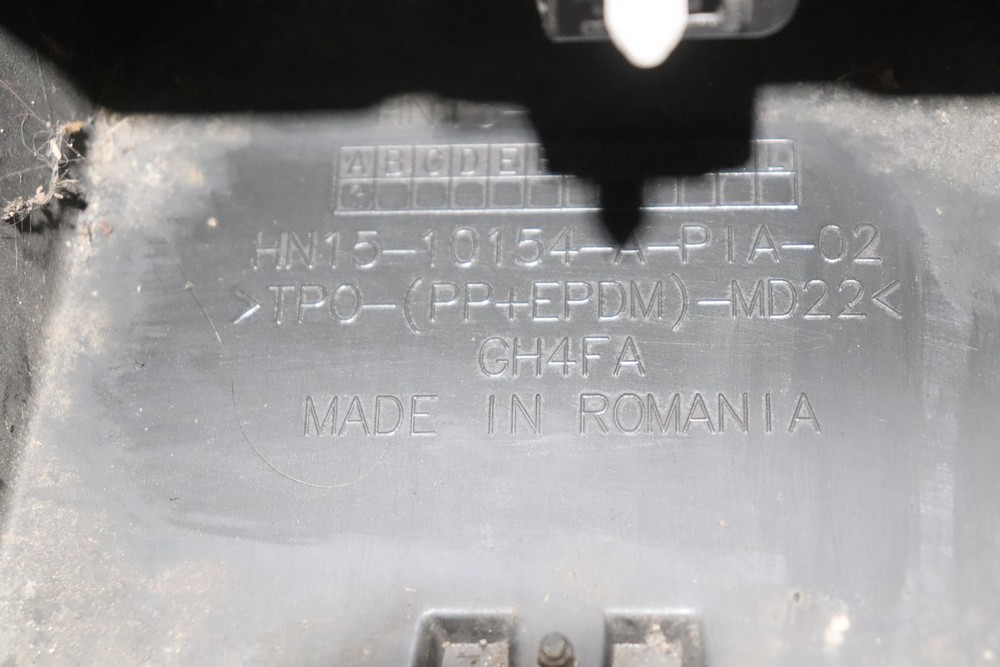 A B C D E L
HN15-10154-A-PIA-02
>TPO-(PP+EPDM)-MD22<
GH4FA
MADE IN ROMANIA